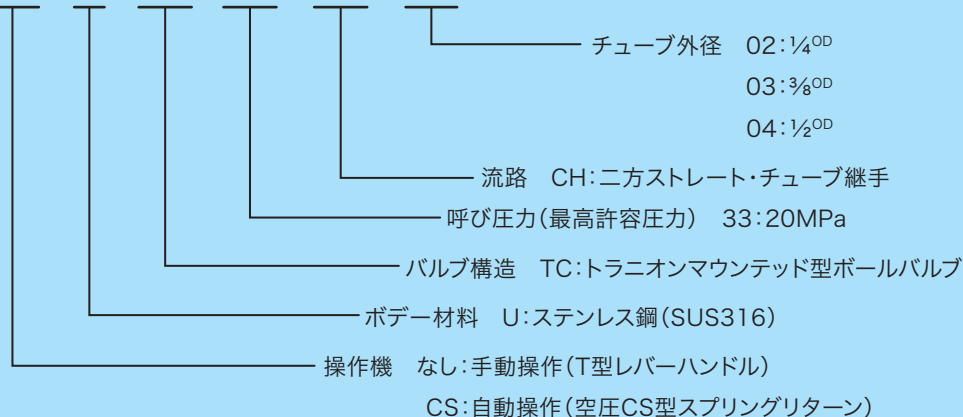 チューブ外径 02:¼OD
03:⅜OD
04:½OD
流路 CH:二方ストレート・チューブ継手
呼び圧力(最高許容圧力) 33:20MPa
バルブ構造 TC:トラニオンマウンテッド型ボールバルブ
ボデー材料 U:ステンレス鋼(SUS316)
操作機 なし:手動操作(T型レバーハンドル)
CS:自動操作(空圧CS型スプリングリターン)